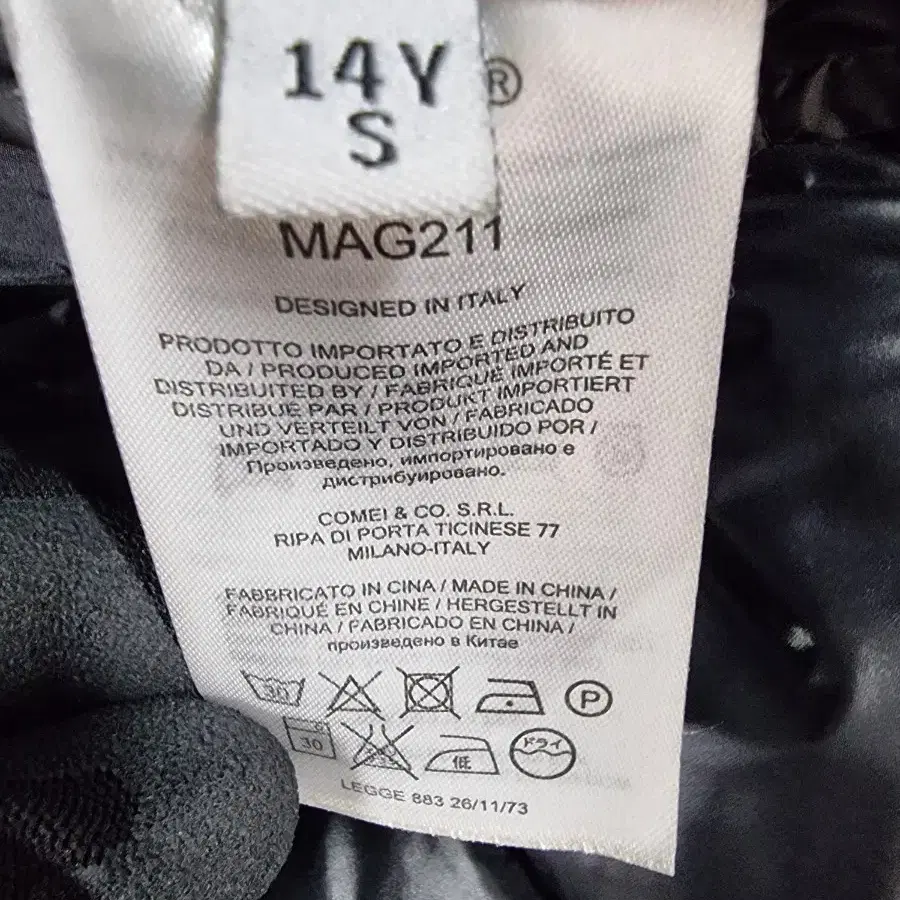 14Y
S
®
MAG211
DESIGNED IN ITALY
PRODOTTO IMPORTATO E DISTRIBUITO
DA / PRODUCED IMPORTED AND
DISTRIBUITED BY / FABRIQUE IMPORTÉ ET
DISTRIBUÉ PAR / PRODUKT IMPORTIERT
UND VERTEILT VON / FABRICADO
IMPORTADO Y DISTRIBUIDO POR /
Произведено, импортировано е
дистрибуировано.
COMEI & CO. S.R.L.
RIPA DI PORTA TICINESE 77
MILANO-ITALY
FABBRICATO IN CINA / MADE IN CHINA /
FABRIQUÉ EN CHINE / HERGESTELLT IN
CHINA / FABRICADO EN CHINA /
произведено в Китае
30 P
30 低 ドライ
LEGGE 883 26/11/73